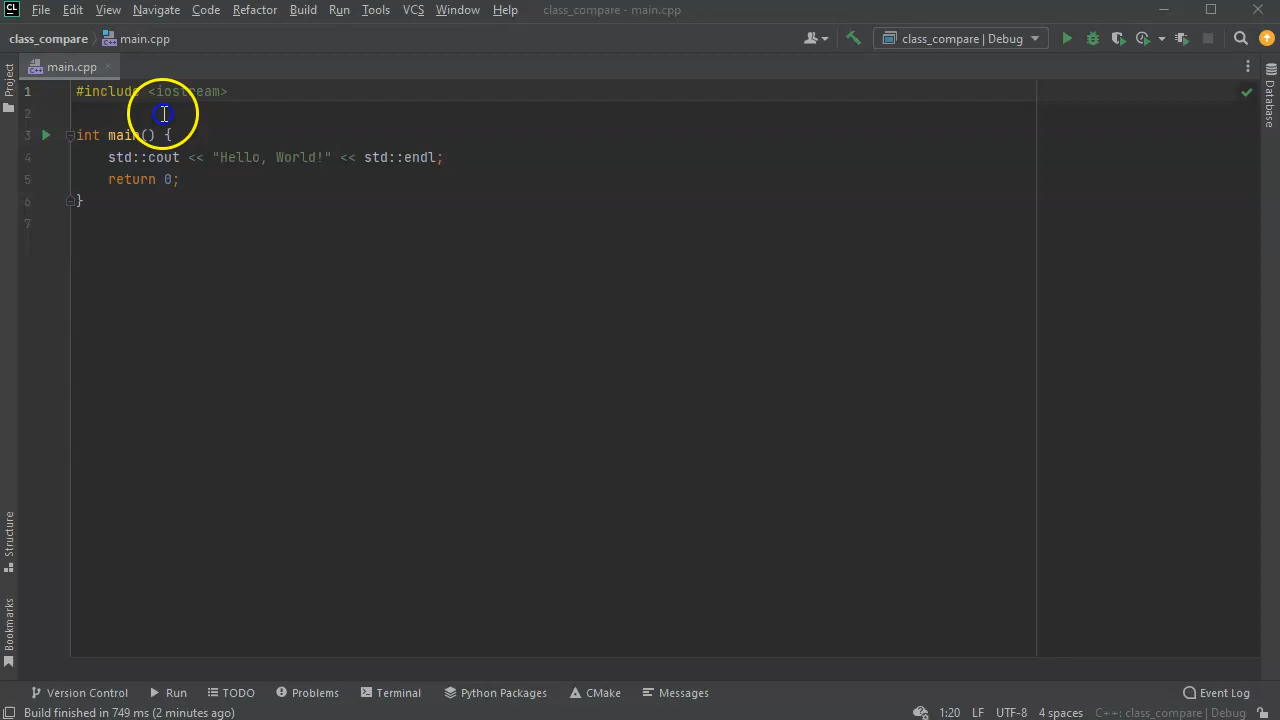 CL File Edit View Navigate Code Refactor Build Run Tools VCS Window Help class_compare - main.cpp
class_compare main.cpp class_compare | Debug
Project main.cpp
Database
1 #include <iostream>
2
3 int main() {
4 std::cout << "Hello, World!" << std::endl;
5 return 0;
6 }
7
Structure
Bookmarks
Version Control Run TODO Problems Terminal Python Packages CMake Messages Event Log
Build finished in 749 ms (2 minutes ago) 1:20 LF UTF-8 4 spaces C++: class_compare | Debug